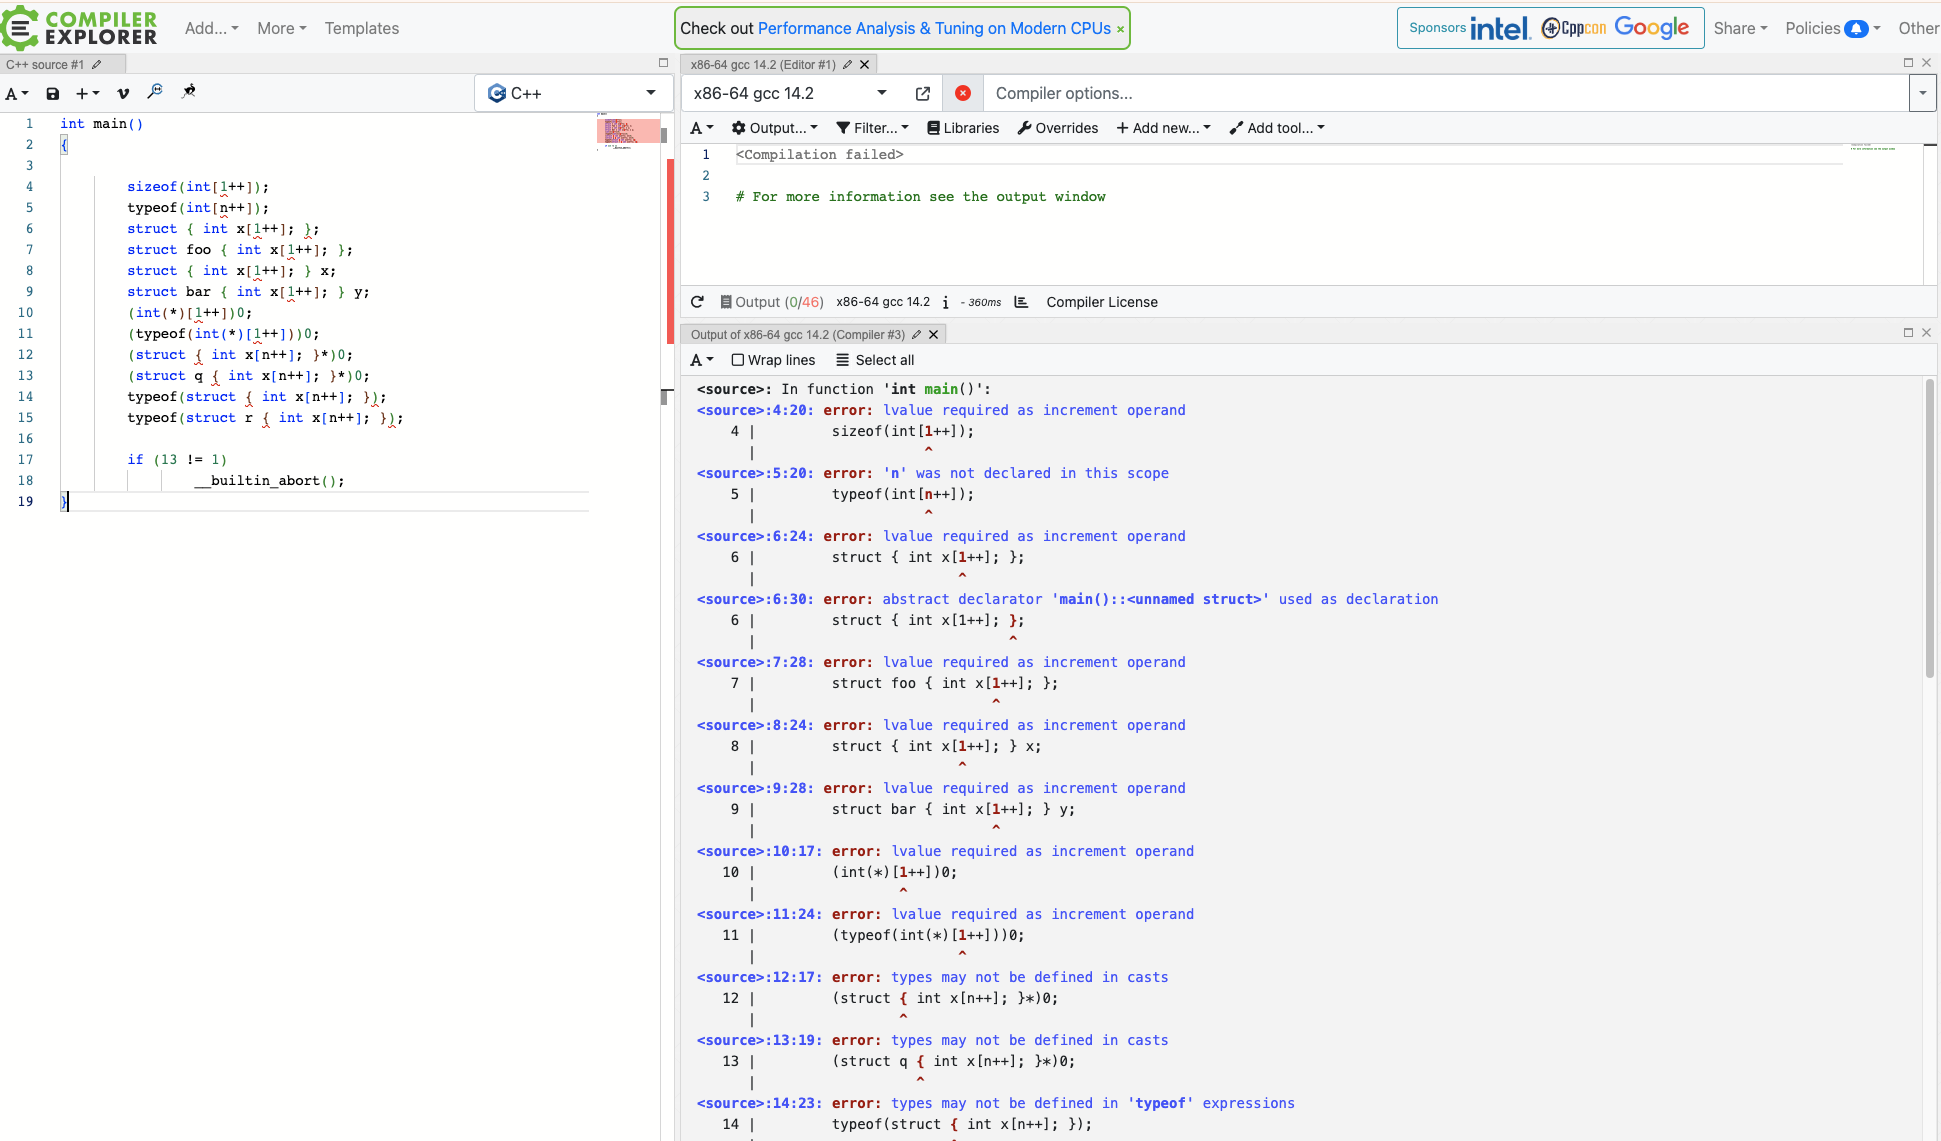 COMPILER
EXPLORER
Add...
More
Templates
Check out Performance Analysis & Tuning on Modern CPUs ×
Sponsors intel. Cppcon Google
Share
Policies
Other
C++ source #1
A
C++
1 int main()
2 {
3
4 sizeof(int[1++]);
5 typeof(int[n++]);
6 struct { int x[1++]; };
7 struct foo { int x[1++]; };
8 struct { int x[1++]; } x;
9 struct bar { int x[1++]; } y;
10 (int(*)[1++])0;
11 (typeof(int(*)[1++]))0;
12 (struct { int x[n++]; }*)0;
13 (struct q { int x[n++]; }*)0;
14 typeof(struct { int x[n++]; });
15 typeof(struct r { int x[n++]; });
16
17 if (13 != 1)
18 __builtin_abort();
19 }
x86-64 gcc 14.2 (Editor #1)
x86-64 gcc 14.2
Compiler options...
A Output... Filter... Libraries Overrides + Add new... Add tool...
1 <Compilation failed>
2
3 # For more information see the output window
Output (0/46) x86-64 gcc 14.2 i - 360ms Compiler License
Output of x86-64 gcc 14.2 (Compiler #3)
A Wrap lines Select all
<source>: In function 'int main()':
<source>:4:20: error: lvalue required as increment operand
4 | sizeof(int[1++]);
| ^
<source>:5:20: error: 'n' was not declared in this scope
5 | typeof(int[n++]);
| ^
<source>:6:24: error: lvalue required as increment operand
6 | struct { int x[1++]; };
| ^
<source>:6:30: error: abstract declarator 'main()::<unnamed struct>' used as declaration
6 | struct { int x[1++]; };
| ^
<source>:7:28: error: lvalue required as increment operand
7 | struct foo { int x[1++]; };
| ^
<source>:8:24: error: lvalue required as increment operand
8 | struct { int x[1++]; } x;
| ^
<source>:9:28: error: lvalue required as increment operand
9 | struct bar { int x[1++]; } y;
| ^
<source>:10:17: error: lvalue required as increment operand
10 | (int(*)[1++])0;
| ^
<source>:11:24: error: lvalue required as increment operand
11 | (typeof(int(*)[1++]))0;
| ^
<source>:12:17: error: types may not be defined in casts
12 | (struct { int x[n++]; }*)0;
| ^
<source>:13:19: error: types may not be defined in casts
13 | (struct q { int x[n++]; }*)0;
| ^
<source>:14:23: error: types may not be defined in 'typeof' expressions
14 | typeof(struct { int x[n++]; });